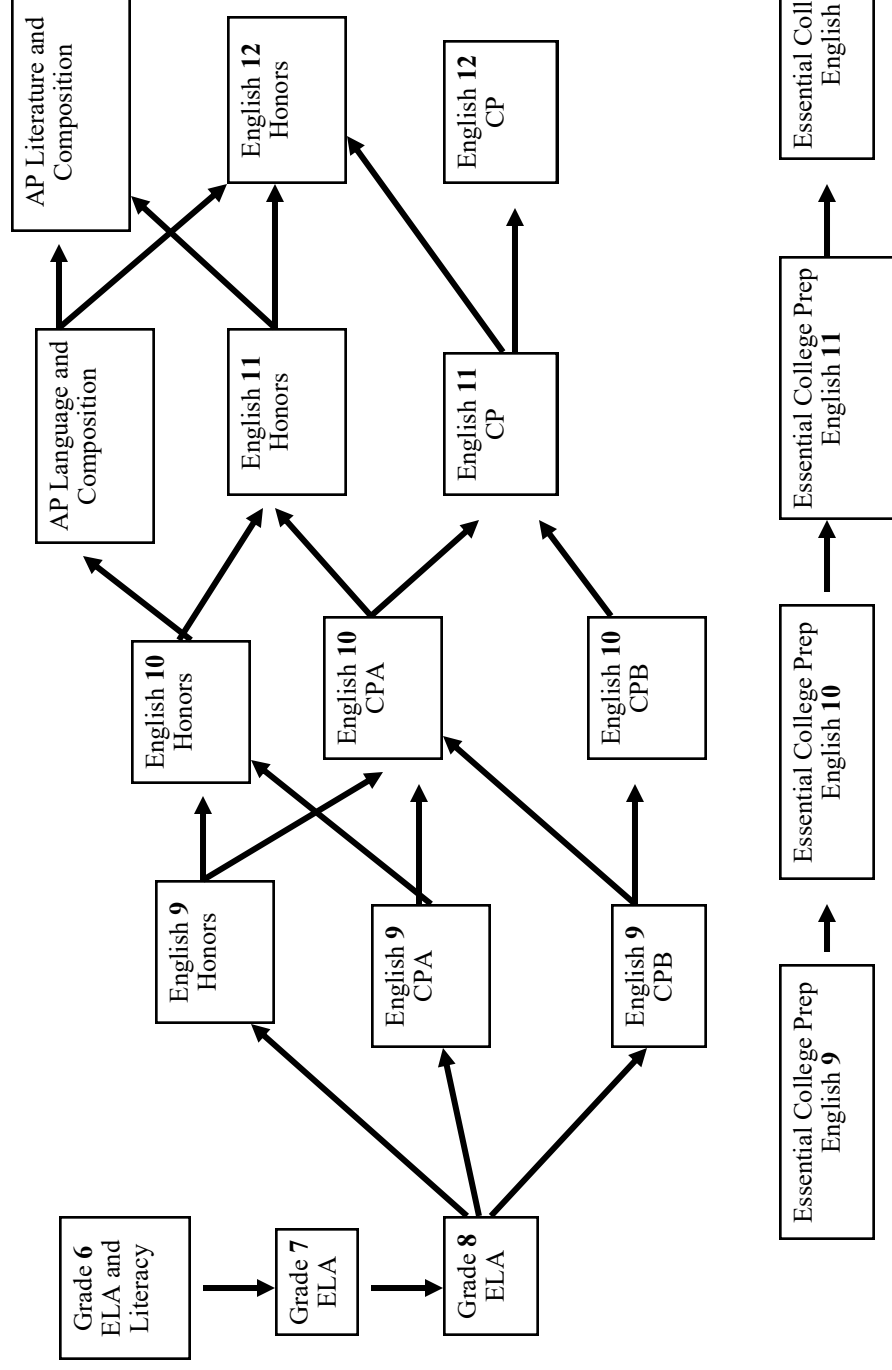 Grade 6
ELA and
Literacy
Grade 7
ELA
Grade 8
ELA
English 9
Honors
English 9
CPA
English 9
CPB
English 10
Honors
English 10
CPA
English 10
CPB
AP Language and
Composition
English 11
Honors
English 11
CP
AP Literature and
Composition
English 12
Honors
English 12
CP
Essential College Prep
English 9
Essential College Prep
English 10
Essential College Prep
English 11
Essential Coll
English